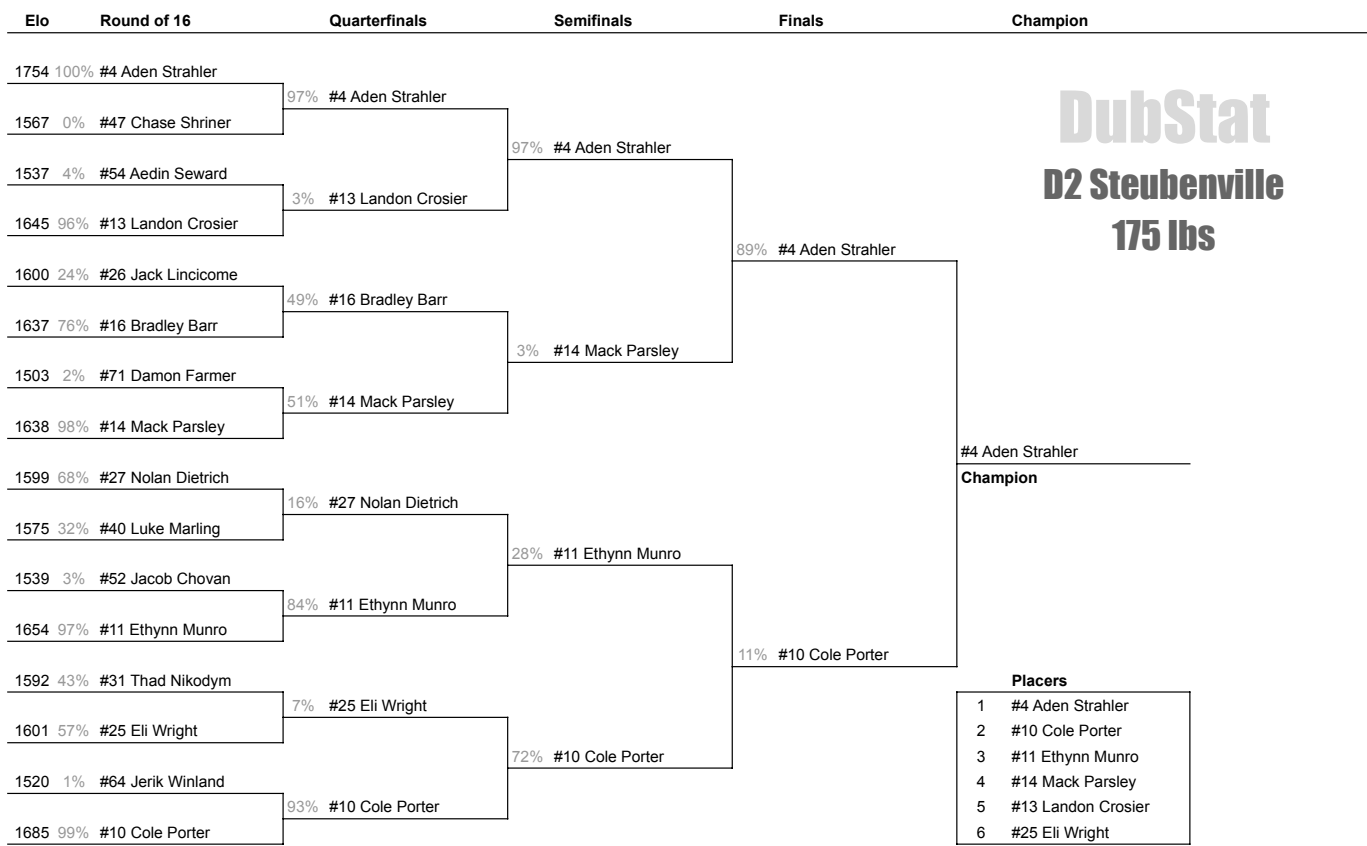 Elo Round of 16 Quarterfinals Semifinals Finals Champion
DubStat
D2 Steubenville
175 lbs
1754 100% #4 Aden Strahler
97% #4 Aden Strahler
1567 0% #47 Chase Shriner
97% #4 Aden Strahler
1537 4% #54 Aedin Seward
3% #13 Landon Crosier
1645 96% #13 Landon Crosier
89% #4 Aden Strahler
1600 24% #26 Jack Lincicome
49% #16 Bradley Barr
1637 76% #16 Bradley Barr
3% #14 Mack Parsley
1503 2% #71 Damon Farmer
51% #14 Mack Parsley
1638 98% #14 Mack Parsley
#4 Aden Strahler
Champion
1599 68% #27 Nolan Dietrich
16% #27 Nolan Dietrich
1575 32% #40 Luke Marling
28% #11 Ethynn Munro
1539 3% #52 Jacob Chovan
84% #11 Ethynn Munro
1654 97% #11 Ethynn Munro
11% #10 Cole Porter
1592 43% #31 Thad Nikodym
7% #25 Eli Wright
1601 57% #25 Eli Wright
72% #10 Cole Porter
1520 1% #64 Jerik Winland
93% #10 Cole Porter
1685 99% #10 Cole Porter
Placers
1 #4 Aden Strahler
2 #10 Cole Porter
3 #11 Ethynn Munro
4 #14 Mack Parsley
5 #13 Landon Crosier
6 #25 Eli Wright